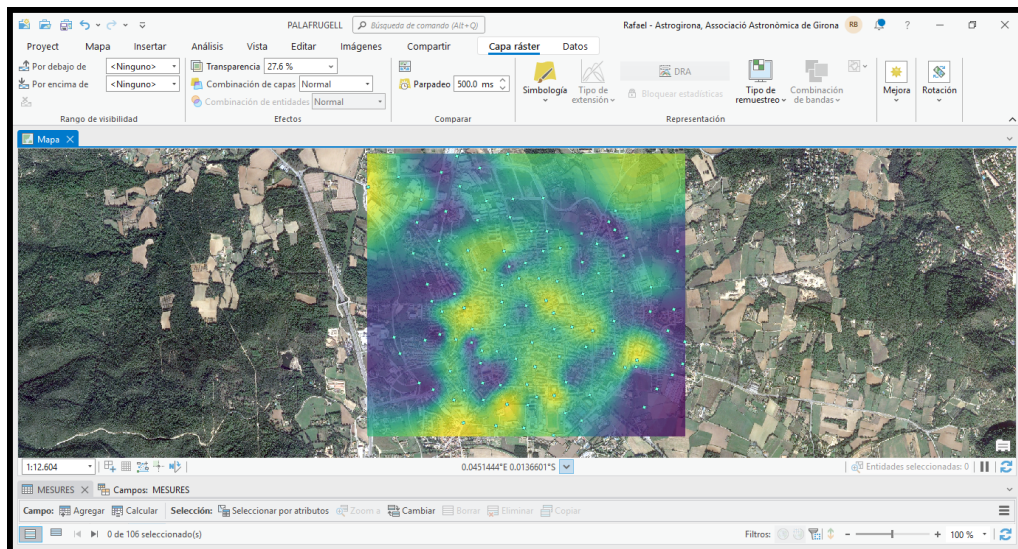 PALAFRUGELL Búsqueda de comando (Alt+Q) Rafael - Astrogirona, Associació Astronòmica de Girona RB ?
Proyect Mapa Insertar Análisis Vista Editar Imágenes Compartir Capa ráster Datos
Por debajo de <Ninguno> Transparencia 27.6 % DRA
Por encima de <Ninguno> Combinación de capas Normal Parpadeo 500.0 ms Bloquear estadísticas
Combinación de entidades Normal
Simbología Tipo de extensión Tipo de remuestreo Combinación de bandas Mejora Rotación
Rango de visibilidad Efectos Comparar Representación
Mapa
1:12.604 0.0451444°E 0.0136601°S Entidades seleccionadas: 0
MESURES Campos: MESURES
Campo: Agregar Calcular Selección: Seleccionar por atributos Zoom a Cambiar Borrar Eliminar Copiar
0 de 106 seleccionado(s) Filtros: - + 100 %